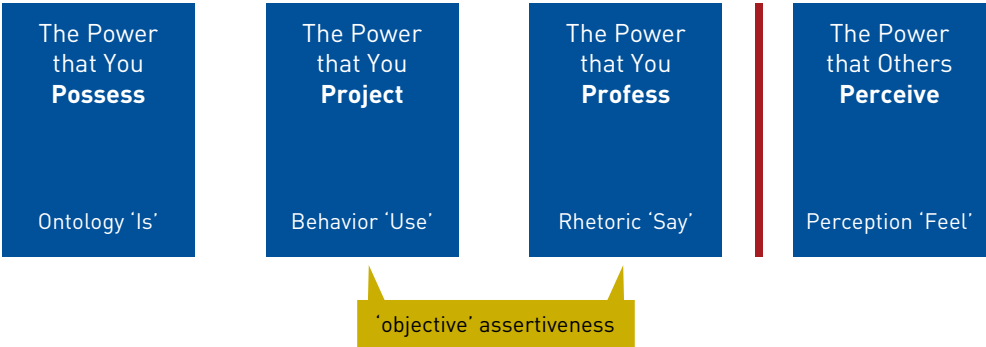 The Power
that You
Possess
Ontology ‘Is’
The Power
that You
Project
Behavior ‘Use’
The Power
that You
Profess
Rhetoric ‘Say’
The Power
that Others
Perceive
Perception ‘Feel’
‘objective’ assertiveness